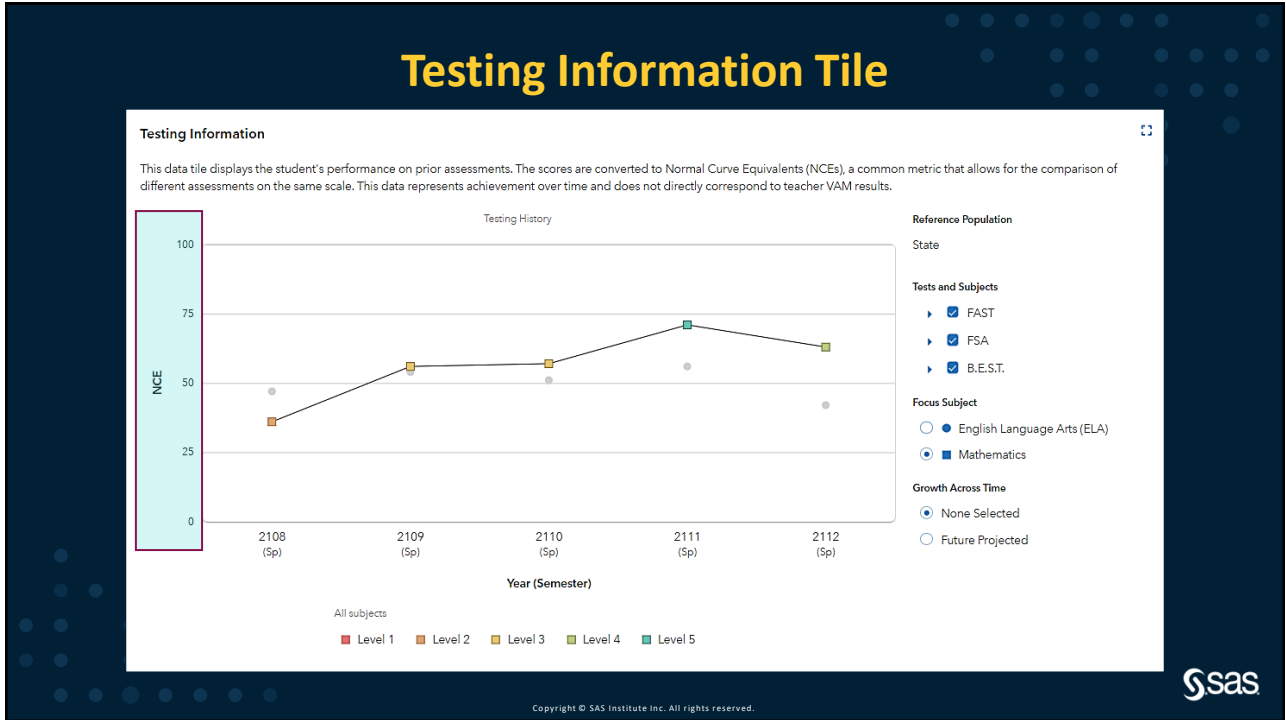 Testing Information Tile
Testing Information
This data tile displays the student's performance on prior assessments. The scores are converted to Normal Curve Equivalents (NCEs), a common metric that allows for the comparison of
different assessments on the same scale. This data represents achievement over time and does not directly correspond to teacher VAM results.
Testing History
NCE
100
75
50
25
0
2108
(Sp)
2109
(Sp)
2110
(Sp)
2111
(Sp)
2112
(Sp)
Year (Semester)
All subjects
Level 1
Level 2
Level 3
Level 4
Level 5
Reference Population
State
Tests and Subjects
FAST
FSA
B.E.S.T.
Focus Subject
English Language Arts (ELA)
Mathematics
Growth Across Time
None Selected
Future Projected
Copyright © SAS Institute Inc. All rights reserved.
sas